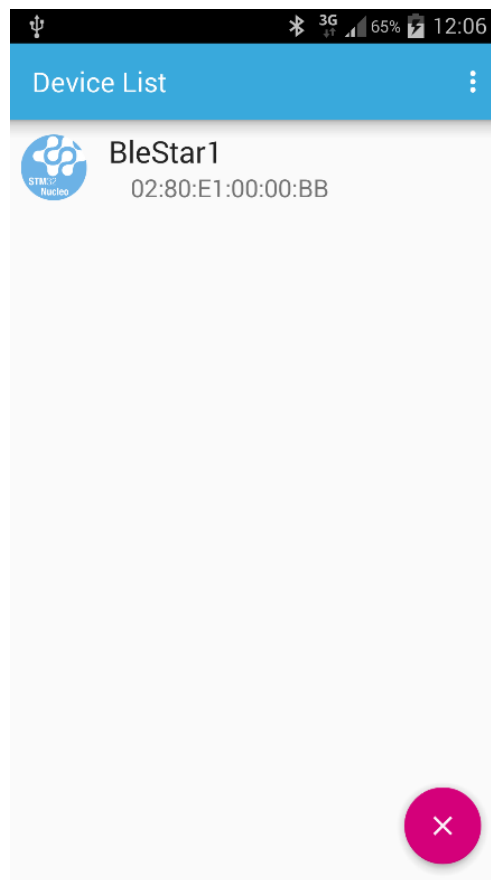 3G 65% 12:06
Device List
BleStar1
STM32
Nucleo
02:80:E1:00:00:BB